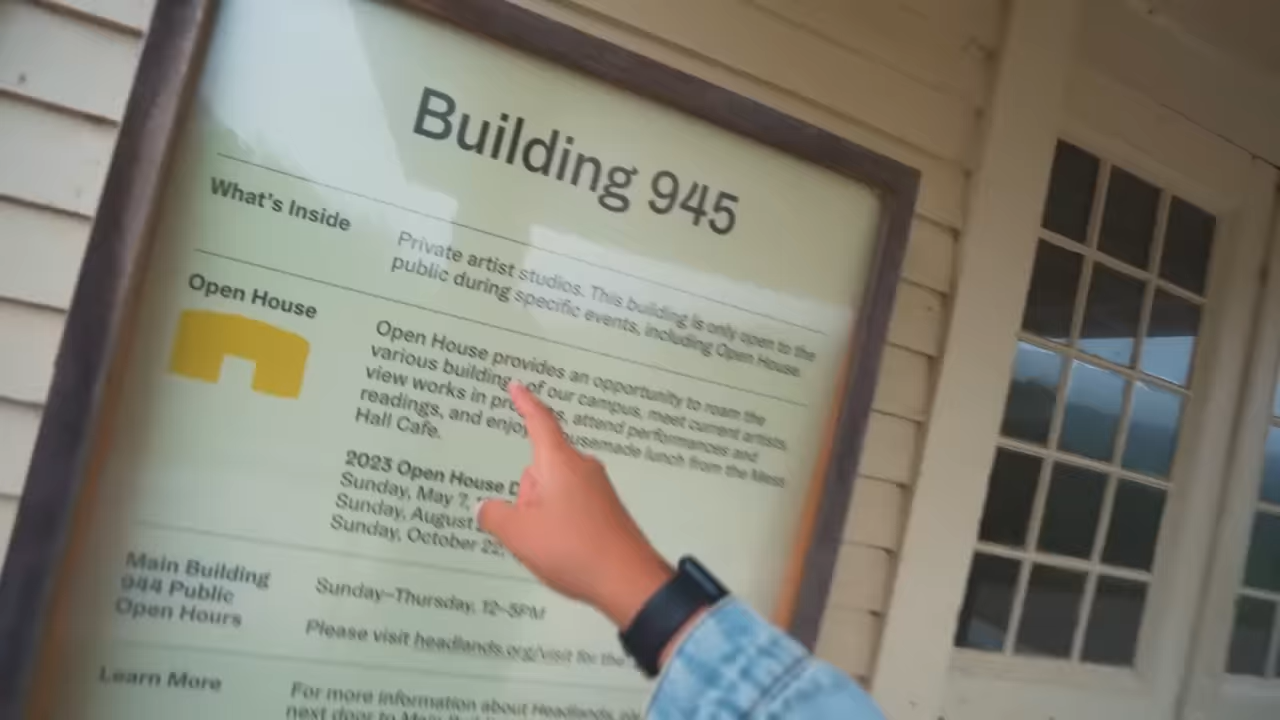 Building 945
What's Inside
Private artist studios. This building is only open to the
public during specific events, including Open House.
Open House
Open House provides an opportunity to roam the
various building of our campus, meet current artists,
view works in pr s, attend performances and
readings, and enjoy housemade lunch from the Mess
Hall Cafe.
2023 Open House D
Sunday, May 7,
Sunday, August
Sunday, October 22,
Main Building
944 Public
Open Hours
Sunday–Thursday, 12–5PM
Please visit headlands.org/visit for the
Learn More
For more information about Headlands,
next door to Main